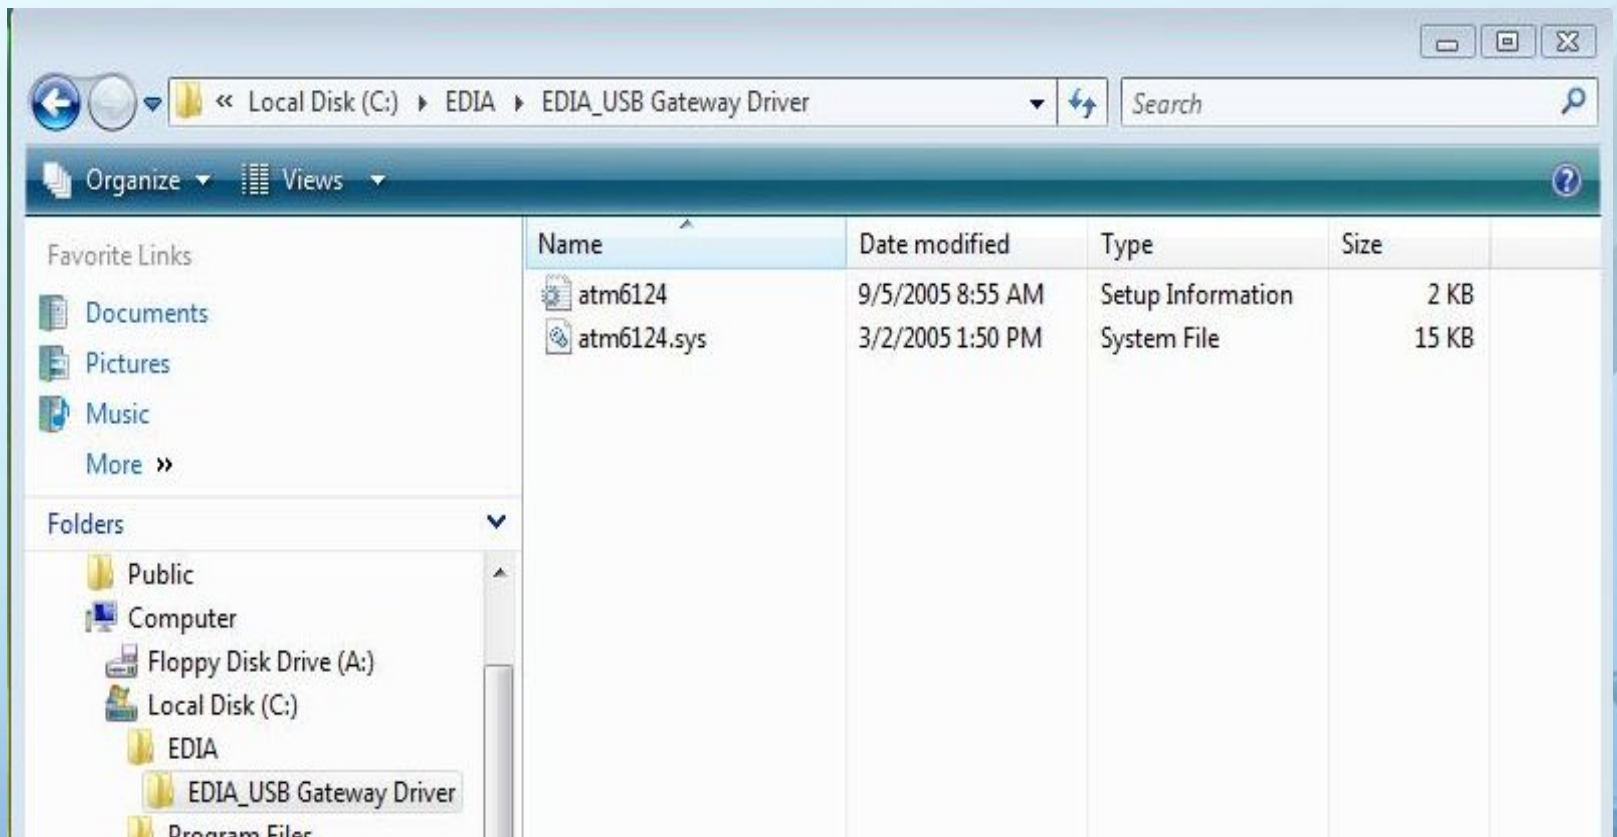 « Local Disk (C:) ▸ EDIA ▸ EDIA_USB Gateway Driver
Search
Organize Views
Favorite Links
Documents
Pictures
Music
More »
Folders
Public
Computer
Floppy Disk Drive (A:)
Local Disk (C:)
EDIA
EDIA_USB Gateway Driver
Program Files
Name Date modified Type Size
atm6124 9/5/2005 8:55 AM Setup Information 2 KB
atm6124.sys 3/2/2005 1:50 PM System File 15 KB